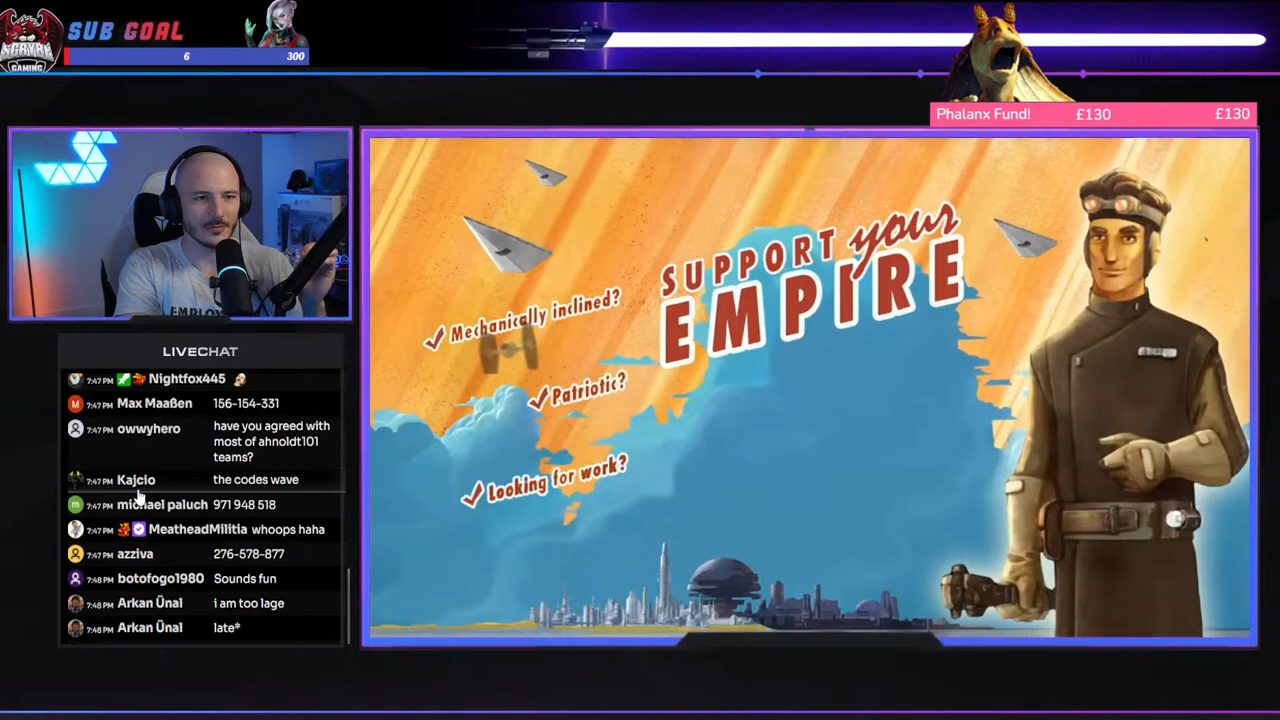 SUB GOAL
6 300
SCRYPE
GAMING
Phalanx Fund! £130 £130
EMPLOY
LIVECHAT
7:47 PM Nightfox445
7:47 PM Max Maaßen 156-154-331
7:47 PM owwyhero have you agreed with
most of ahnoldt101
teams?
7:47 PM Kajcio the codes wave
7:47 PM michael paluch 971 948 518
7:47 PM MeatheadMilitia whoops haha
7:47 PM azziva 276-578-877
7:48 PM botofogo1980 Sounds fun
7:48 PM Arkan Ünal i am too lage
7:48 PM Arkan Ünal late*
SUPPORT your
EMPIRE
Mechanically inclined?
Patriotic?
Looking for work?